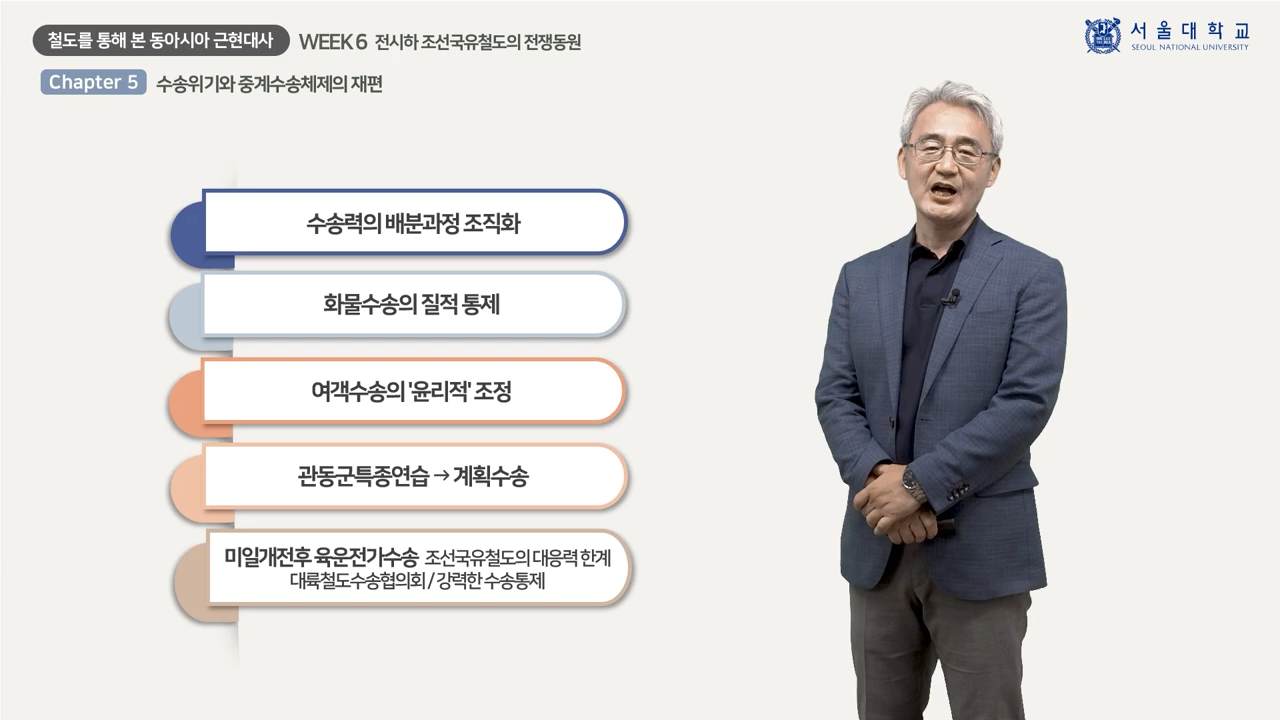 철도를 통해 본 동아시아 근현대사 WEEK 6 전시하 조선국유철도의 전쟁동원
서울대학교
SEOUL NATIONAL UNIVERSITY
Chapter 5 수송위기와 중계수송체제의 재편
수송력의 배분과정 조직화
화물수송의 질적 통제
여객수송의 '윤리적' 조정
관동군특종연습 → 계획수송
미일개전후 육운전가수송 조선국유철도의 대응력 한계
대륙철도수송협의회 / 강력한 수송통제